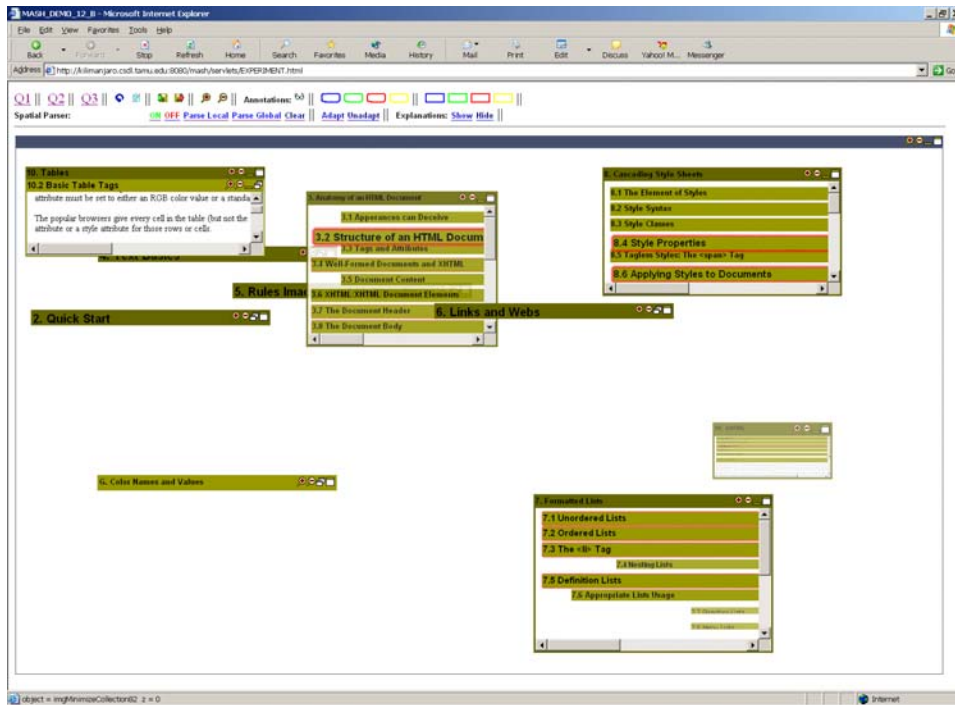 MASH_DEMO_12_B - Microsoft Internet Explorer
File Edit View Favorites Tools Help
Back Forward Stop Refresh Home Search Favorites Media History Mail Print Edit Discuss Yahoo! M... Messenger
Address http://kilimanjaro.csdl.tamu.edu:8080/mash/servlets/EXPERIMENT.html Go
Q1 || Q2 || Q3 || || || || Annotations: || ||
Spatial Parser: ON OFF Parse Local Parse Global Clear || Adapt Unadapt || Explanations: Show Hide ||
10. Tables
10.2 Basic Table Tags
attribute must be set to either an RGB color value or a standa
The popular browsers give every cell in the table (but not the
attribute or a style attribute for those rows or cells.
4. Text Basics
5. Rules Imag
2. Quick Start
3. Anatomy of an HTML Document
3.1 Apperances can Deceive
3.2 Structure of an HTML Docum
3.3 Tags and Attributes
3.4 Well-Formed Documents and XHTML
3.5 Document Content
3.6 XHTML:XHTML Document Elements
3.7 The Document Header
3.8 The Document Body
6. Links and Webs
8. Cascading Style Sheets
8.1 The Element of Styles
8.2 Style Syntax
8.3 Style Classes
8.4 Style Properties
8.5 Tagless Styles: The <span> Tag
8.6 Applying Styles to Documents
G. Color Names and Values
7. Formatted Lists
7.1 Unordered Lists
7.2 Ordered Lists
7.3 The <li> Tag
7.4 Nesting Lists
7.5 Definition Lists
7.6 Appropriate Lists Usage
object = imgMinimizeCollection82 z = 0
Internet